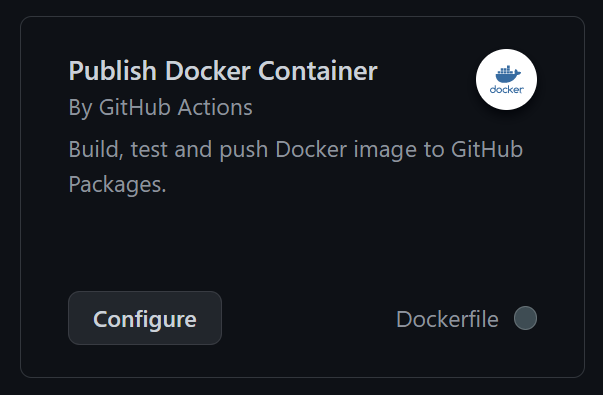 Publish Docker Container
docker
By GitHub Actions
Build, test and push Docker image to GitHub
Packages.
Configure
Dockerfile